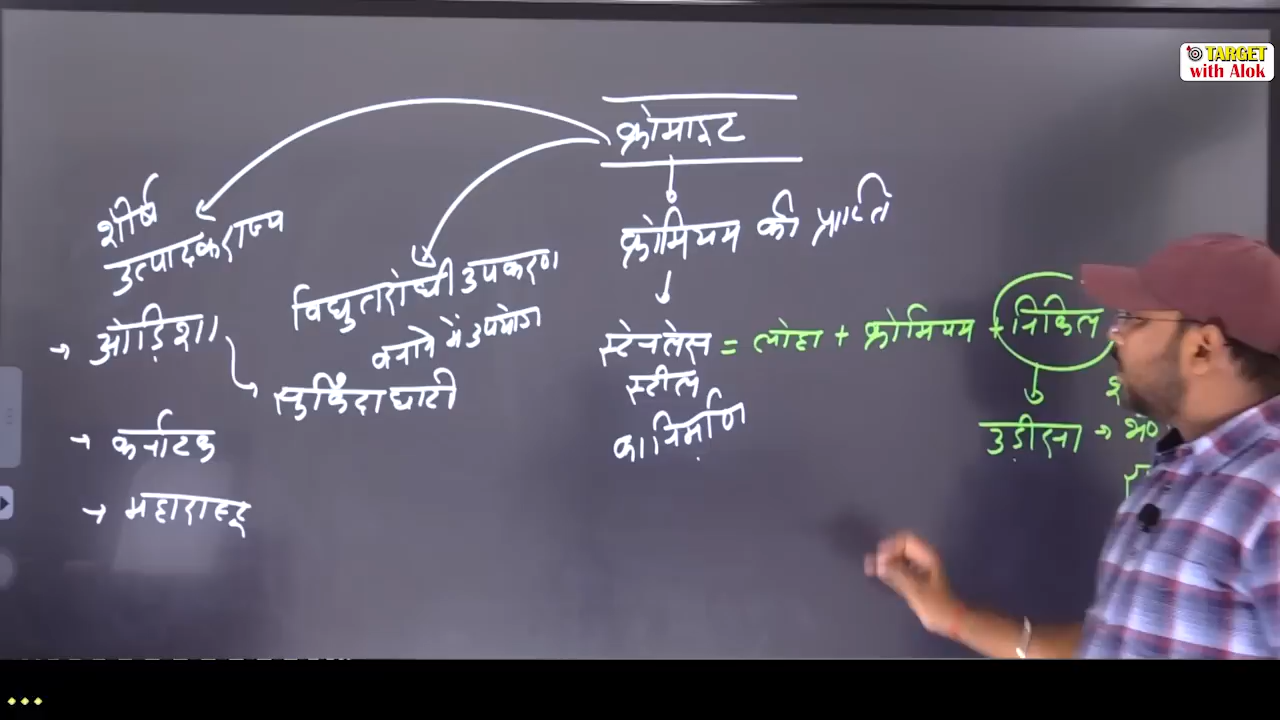 TARGET
with Alok
क्रोमाइट
क्रोमियम की प्राप्ति
स्टेनलेस = लोहा + क्रोमियम + निकिल
स्टील
का निर्माण
उड़ीसा →
शीर्ष
उत्पादक राज्य
→ ओड़िशा
सुकिंदा घाटी
→ कर्नाटक
→ महाराष्ट्र
विद्युतरोधी उपकरण
बनाने में उपयोग